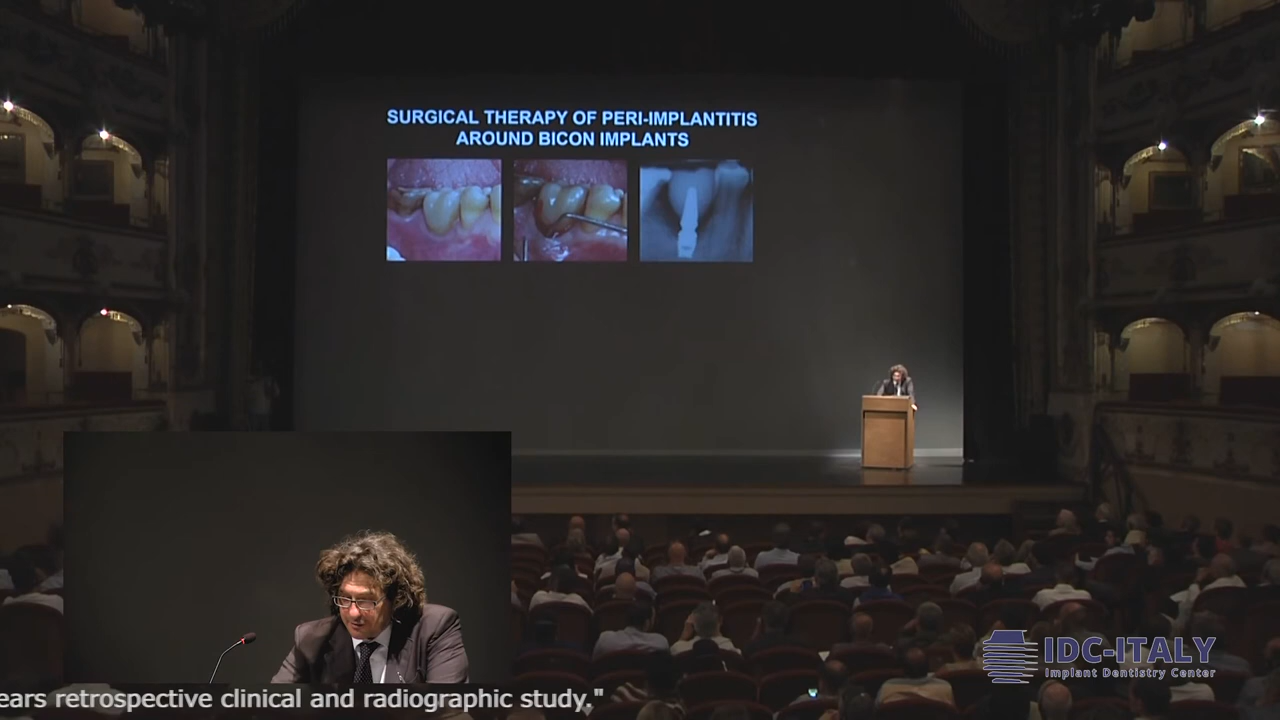 SURGICAL THERAPY OF PERI-IMPLANTITIS
AROUND BICON IMPLANTS
ears retrospective clinical and radiographic study."
IDC-ITALY
Implant Dentistry Center